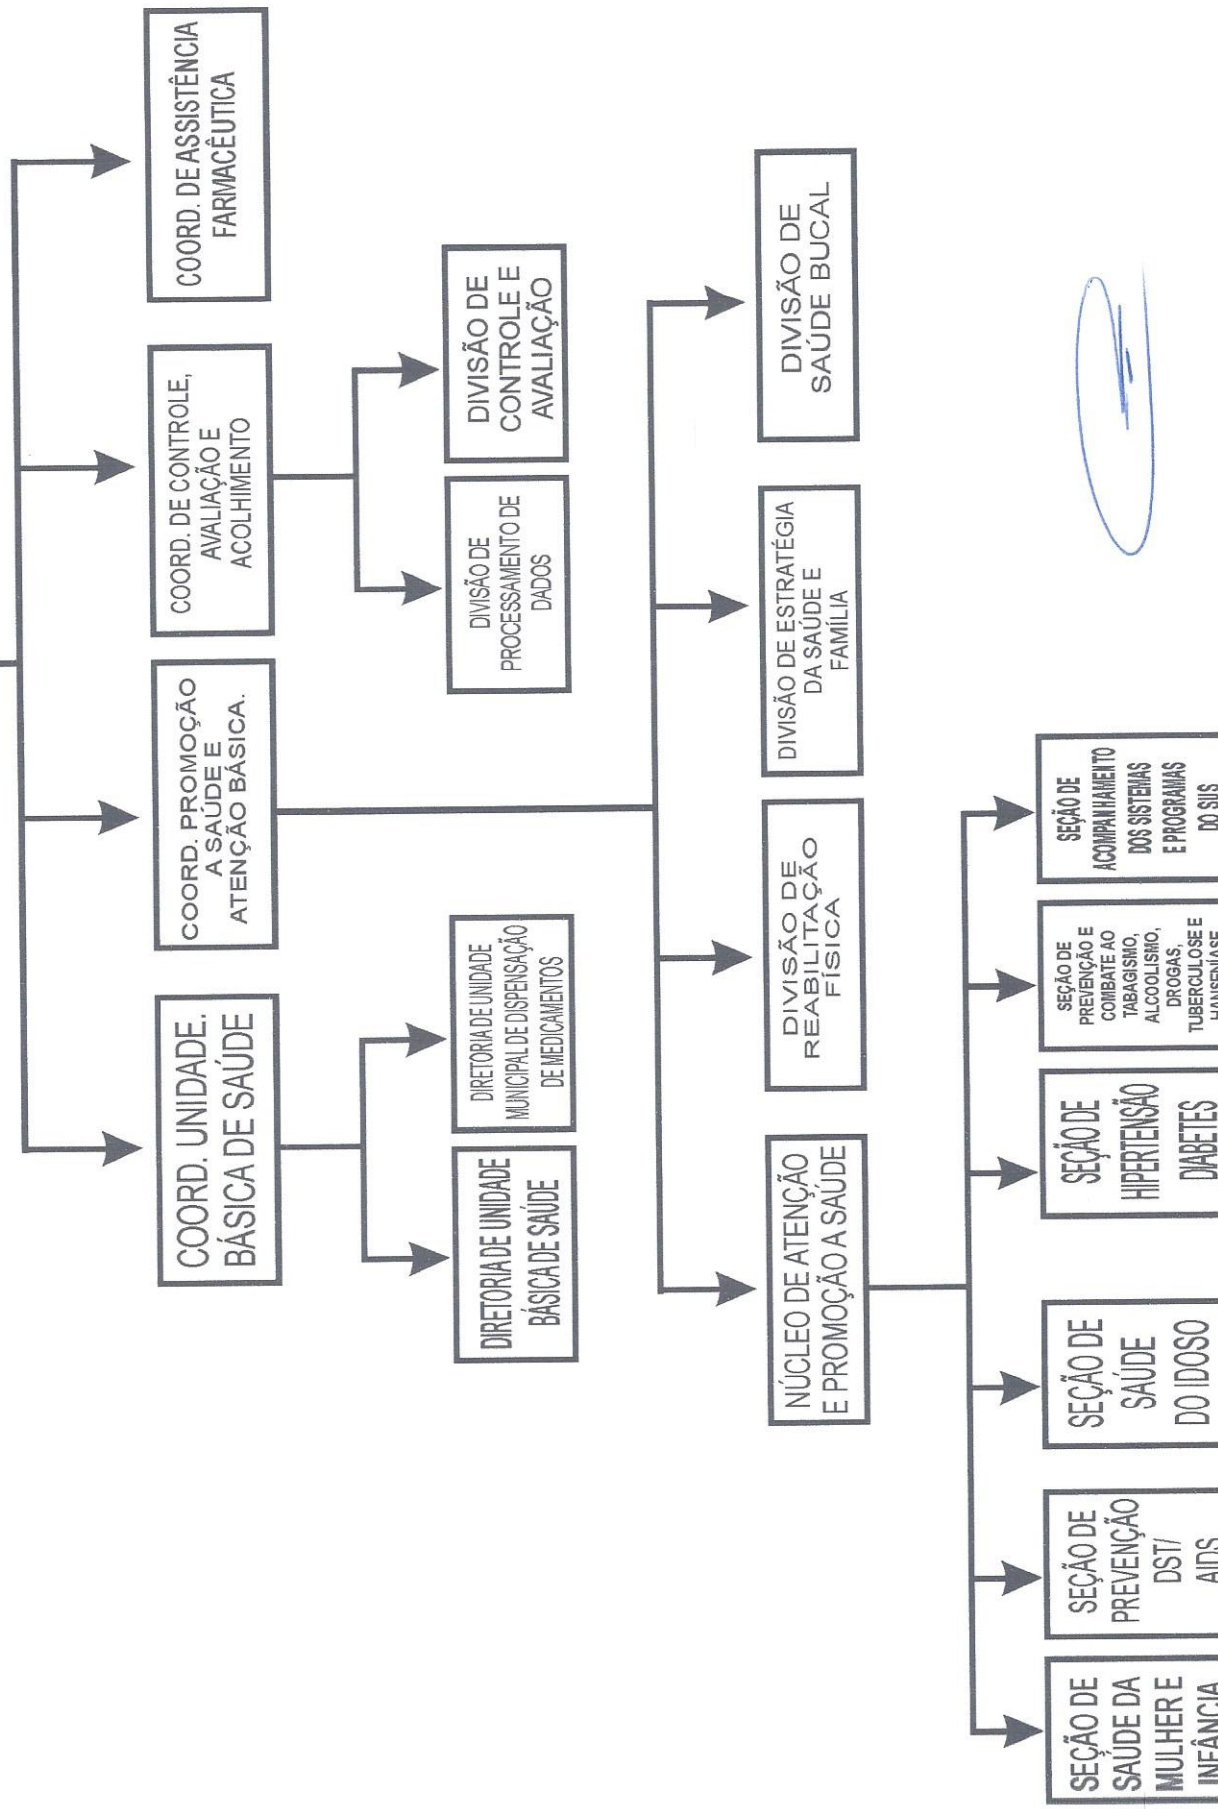 COORD. UNIDADE.
BÁSICA DE SAÚDE
COORD. PROMOÇÃO
A SAÚDE E
ATENÇÃO BÁSICA.
COORD. DE CONTROLE,
AVALIAÇÃO E
ACOLHIMENTO
COORD. DE ASSISTÊNCIA
FARMACÊUTICA
DIRETORIA DE UNIDADE
BÁSICA DE SAÚDE
DIRETORIA DE UNIDADE
MUNICIPAL DE DISPENSAÇÃO
DE MEDICAMENTOS
DIVISÃO DE
PROCESSAMENTO DE
DADOS
DIVISÃO DE
CONTROLE E
AVALIAÇÃO
NÚCLEO DE ATENÇÃO
E PROMOÇÃO A SAÚDE
DIVISÃO DE
REABILITAÇÃO
FÍSICA
DIVISÃO DE ESTRATÉGIA
DA SAÚDE E
FAMÍLIA
DIVISÃO DE
SAÚDE BUCAL
SEÇÃO DE
SAÚDE DA
MULHER E
INFÂNCIA
SEÇÃO DE
PREVENÇÃO
DST/
AIDS
SEÇÃO DE
SAÚDE
DO IDOSO
SEÇÃO DE
HIPERTENSÃO
DIABETES
SEÇÃO DE
PREVENÇÃO E
COMBATE AO
TABAGISMO,
ALCOOLISMO,
DROGAS,
TUBERCULOSE E
HANSENÍASE
SEÇÃO DE
ACOMPANHAMENTO
DOS SISTEMAS
E PROGRAMAS
DO SUS